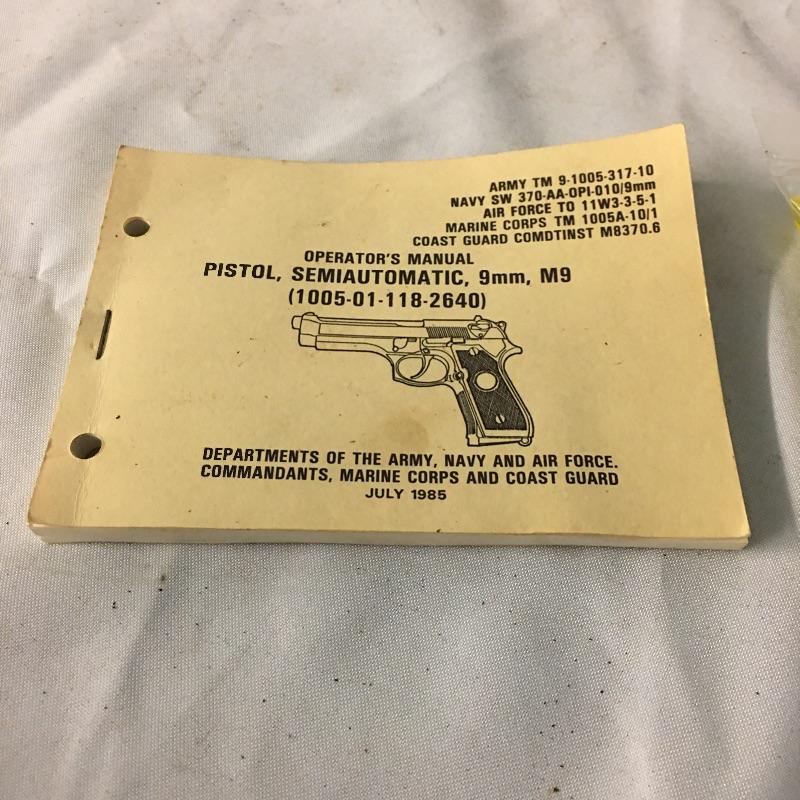 ARMY TM 9-1005-317-10
NAVY SW 370-AA-OPI-010/9mm
AIR FORCE TO 11W3-3-5-1
MARINE CORPS TM 1005A-10/1
COAST GUARD COMDTINST M8370.6
OPERATOR'S MANUAL
PISTOL, SEMIAUTOMATIC, 9mm, M9
(1005-01-118-2640)
DEPARTMENTS OF THE ARMY, NAVY AND AIR FORCE.
COMMANDANTS, MARINE CORPS AND COAST GUARD
JULY 1985